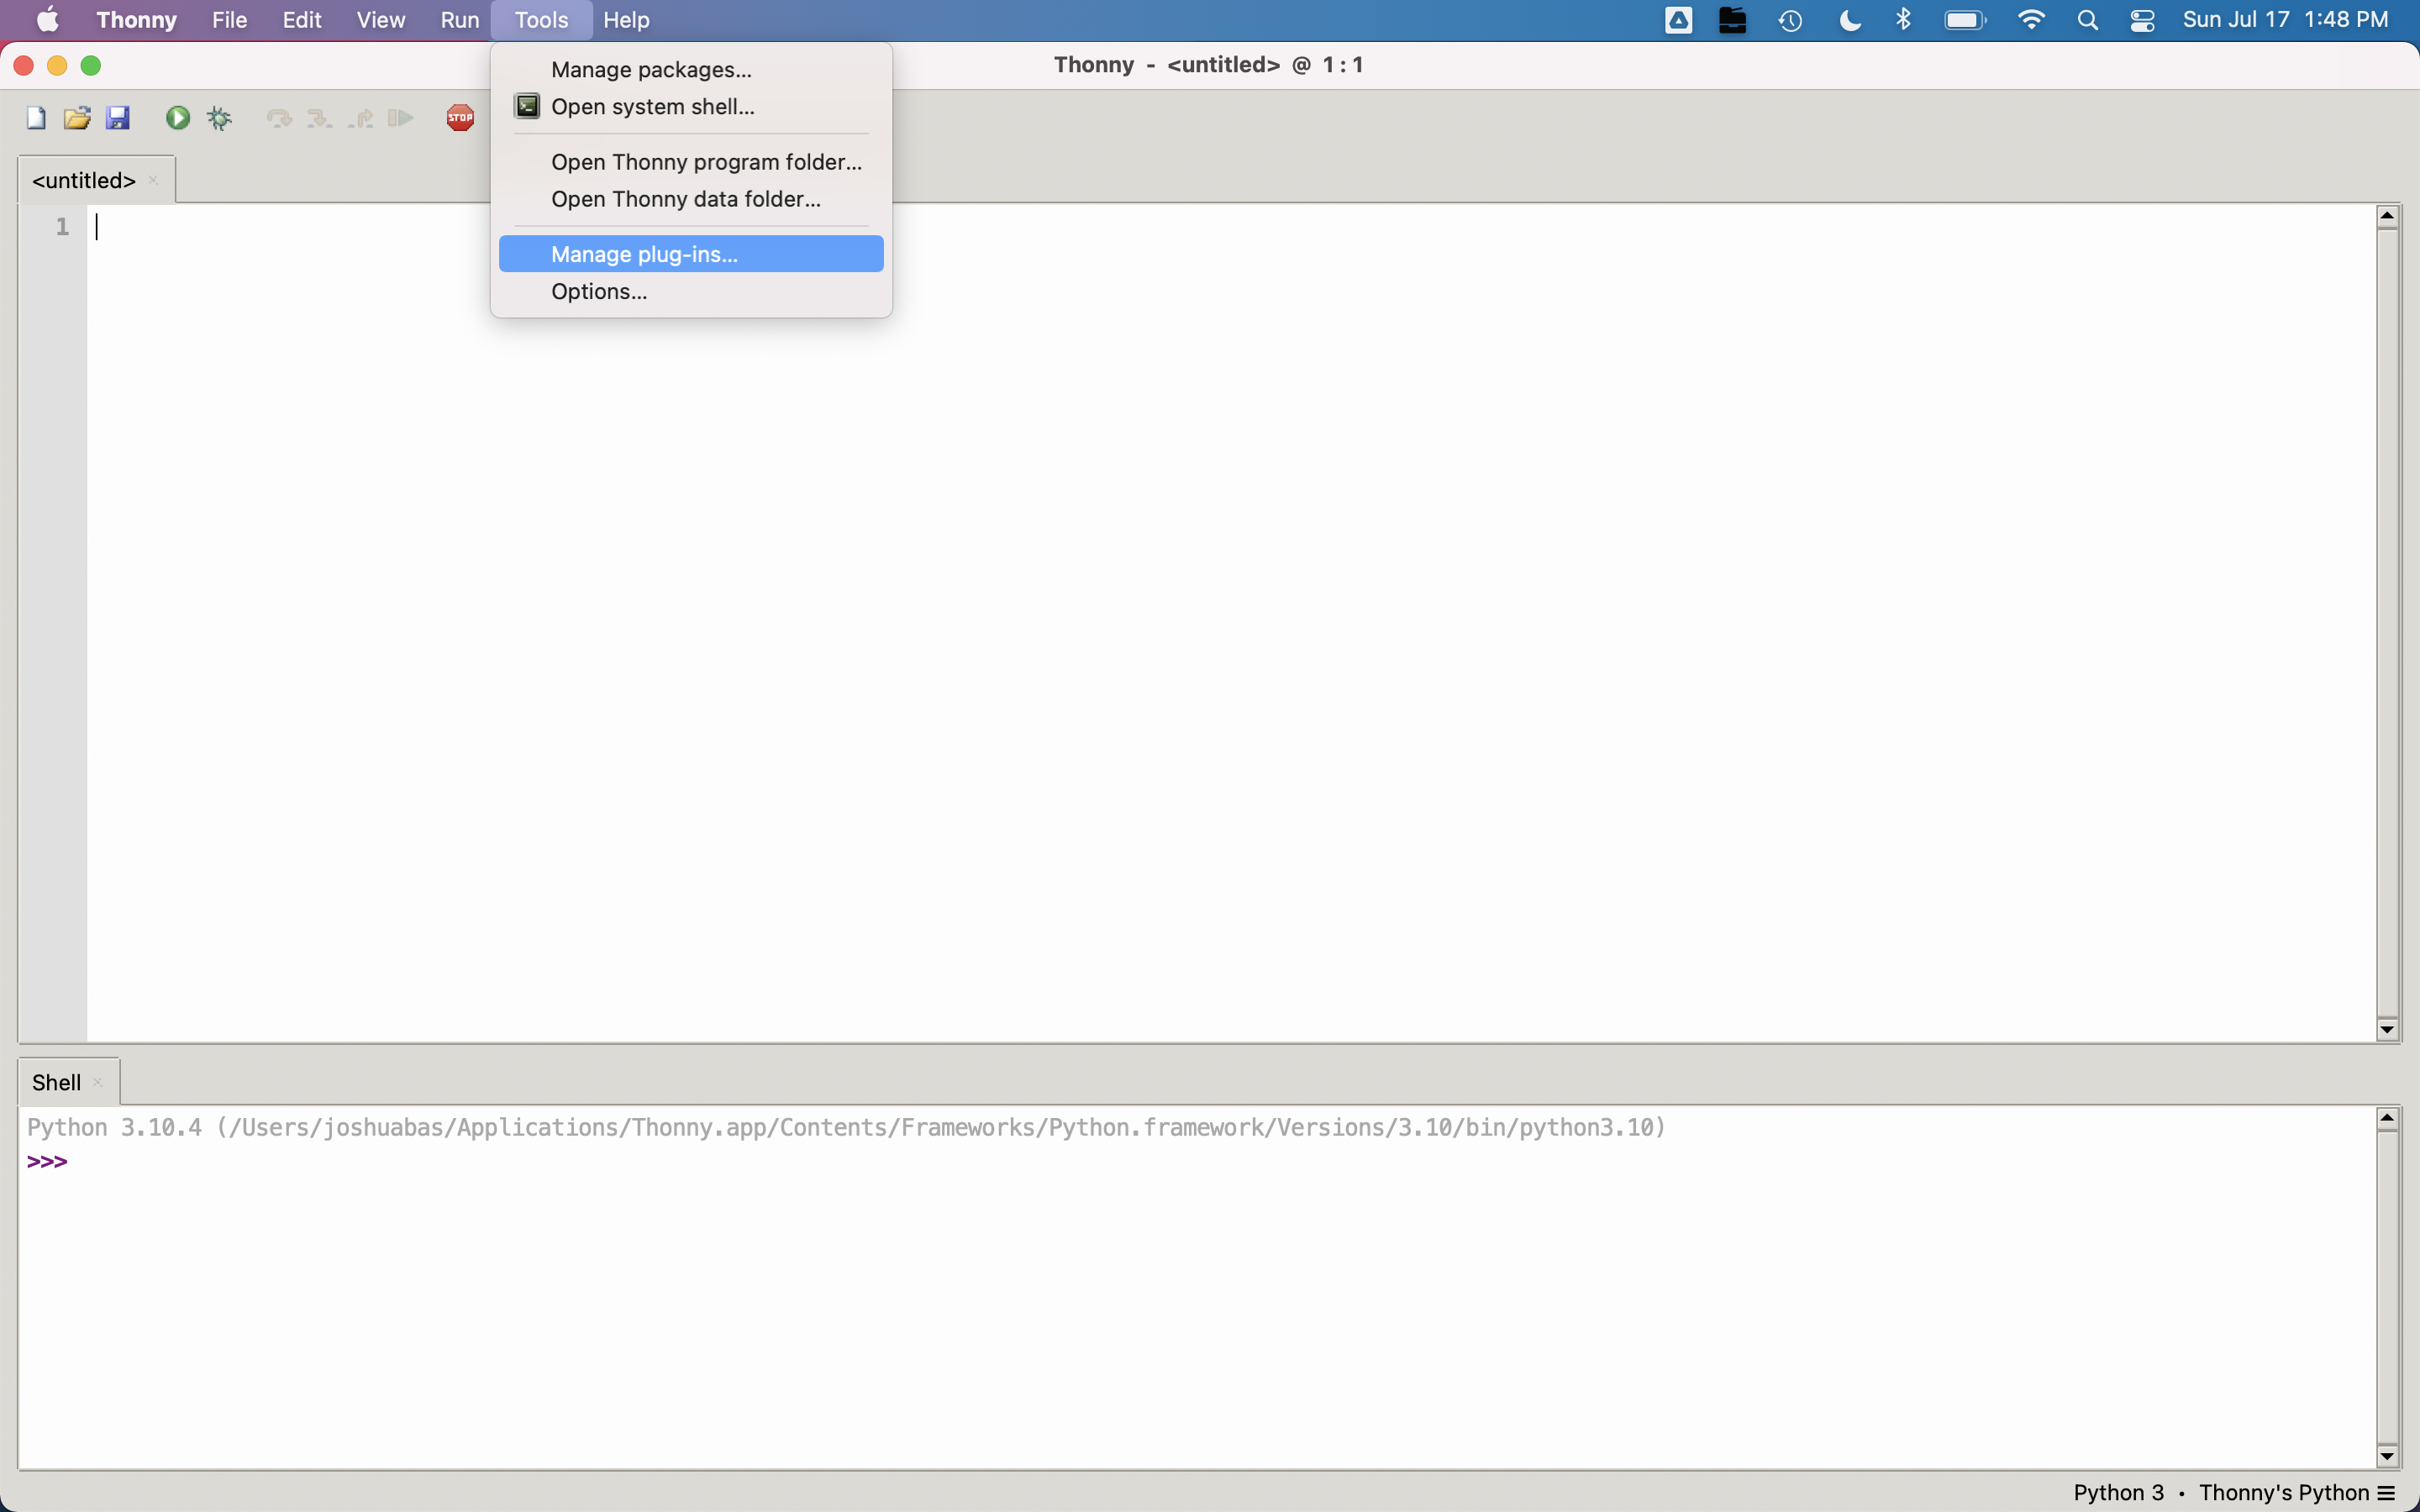 Thonny File Edit View Run Tools Help Sun Jul 17 1:48 PM
Thonny - <untitled> @ 1:1
Manage packages...
Open system shell...
STOP
Open Thonny program folder...
Open Thonny data folder...
Manage plug-ins...
Options...
<untitled>
1
Shell
Python 3.10.4 (/Users/joshuabas/Applications/Thonny.app/Contents/Frameworks/Python.framework/Versions/3.10/bin/python3.10)
>>>
Python 3 • Thonny's Python ≡